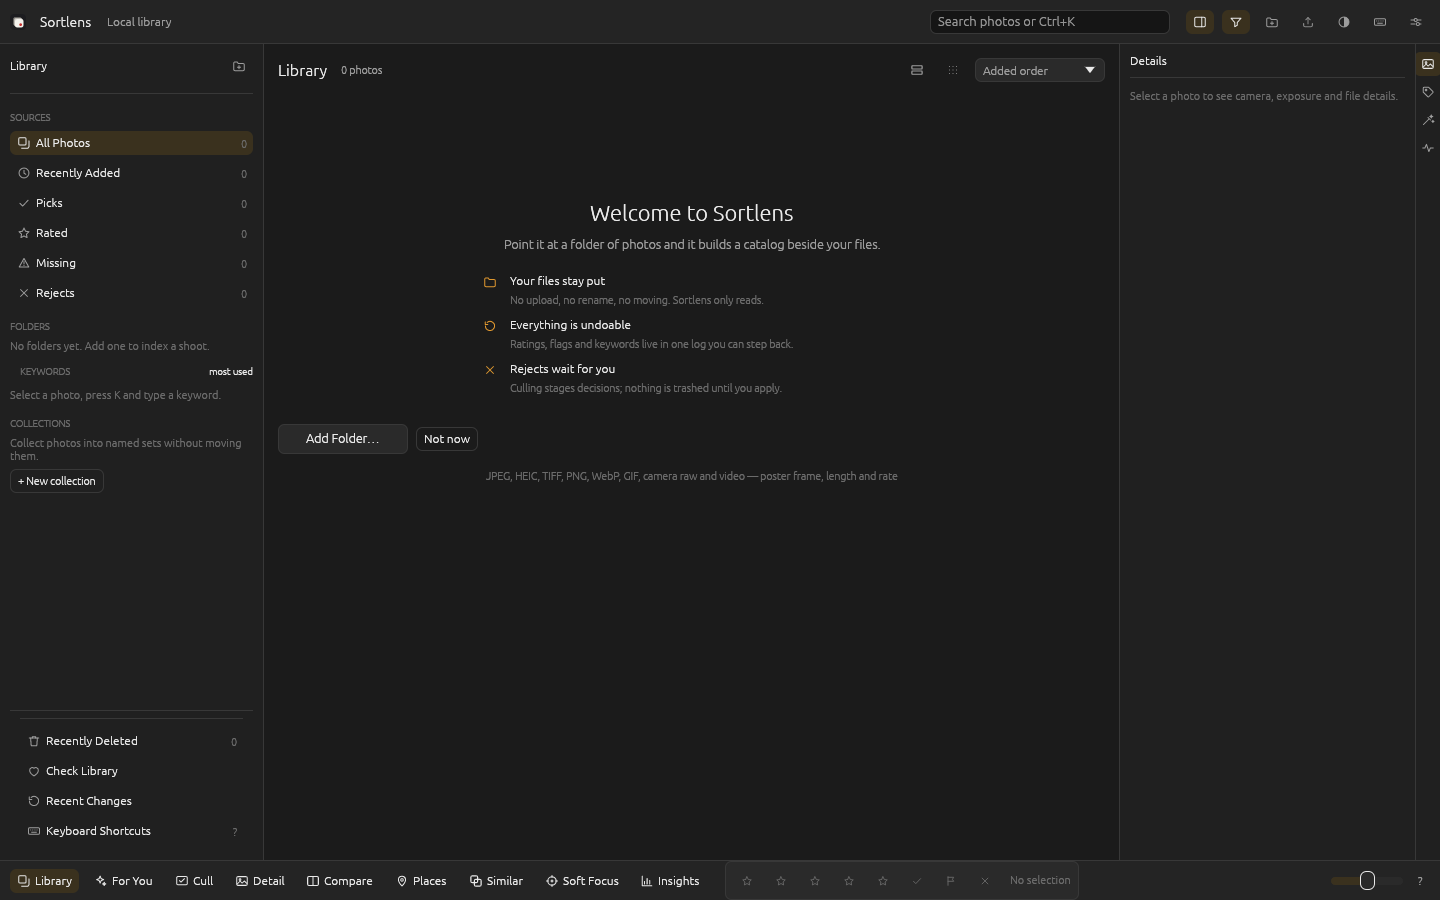 Sortlens
Local library
Search photos or Ctrl+K
Library
SOURCES
All Photos 0
Recently Added 0
Picks 0
Rated 0
Missing 0
Rejects 0
FOLDERS
No folders yet. Add one to index a shoot.
KEYWORDS most used
Select a photo, press K and type a keyword.
COLLECTIONS
Collect photos into named sets without moving
them.
+ New collection
Recently Deleted 0
Check Library
Recent Changes
Keyboard Shortcuts ?
Library 0 photos
Added order
Welcome to Sortlens
Point it at a folder of photos and it builds a catalog beside your files.
Your files stay put
No upload, no rename, no moving. Sortlens only reads.
Everything is undoable
Ratings, flags and keywords live in one log you can step back.
Rejects wait for you
Culling stages decisions; nothing is trashed until you apply.
Add Folder... Not now
JPEG, HEIC, TIFF, PNG, WebP, GIF, camera raw and video — poster frame, length and rate
Details
Select a photo to see camera, exposure and file details.
Library For You Cull Detail Compare Places Similar Soft Focus Insights No selection ?